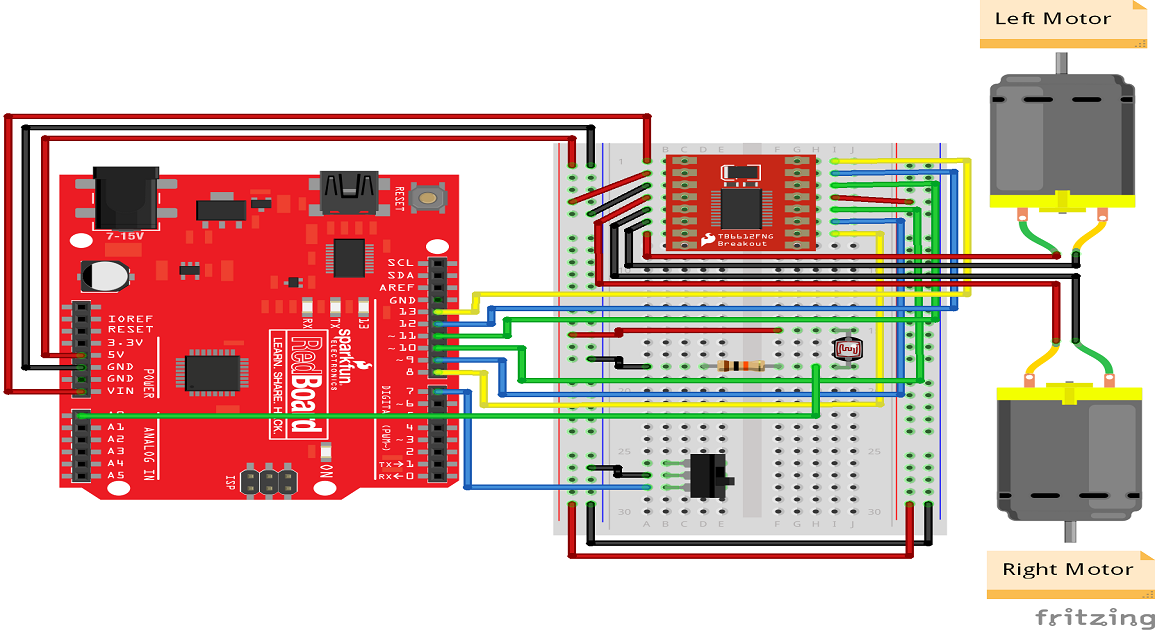 Left Motor
A B C D E
F G H I J
1
RESET
7-15V
TB6612FNG
Breakout
SCL
SDA
AREF
GND
13
12
~11
~10
~9
8
7
~6
4
~3
2
TX→1
RX←0
DIGITAL (PWM~)
IOREF
RESET
3.3V
5V
GND
GND
VIN
POWER
A1
A2
A3
A4
A5
ANALOG IN
RX
TX
13
sparkfun
ELECTRONICS
RedBoard
LEARN. SHARE. HACK.
ON
ISP
20
25
25
30
30
A B C D E
F G H I J
Right Motor
fritzing